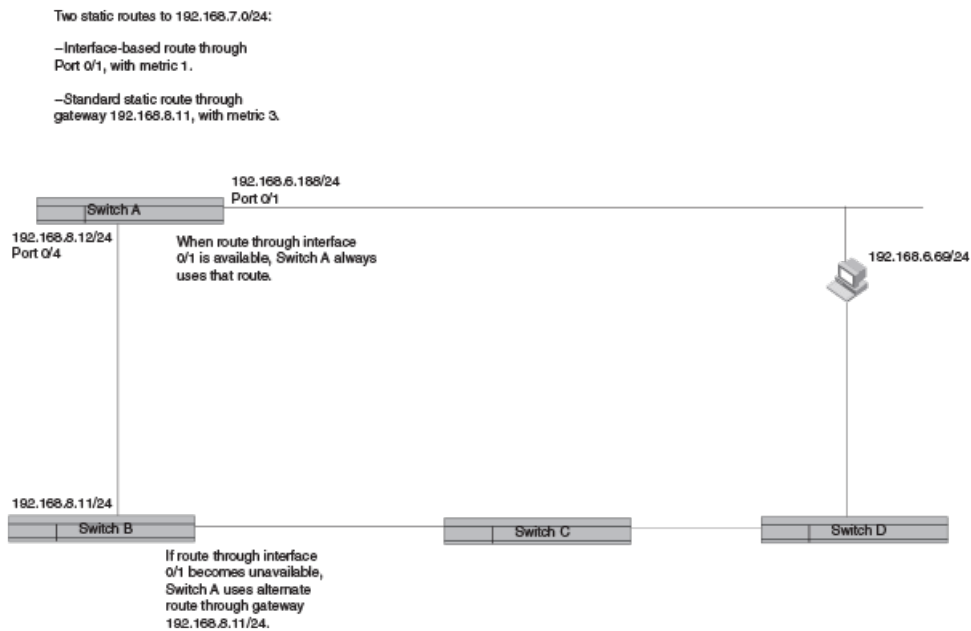 Two static routes to 192.168.7.0/24:
–Interface-based route through
Port 0/1, with metric 1.
–Standard static route through
gateway 192.168.8.11, with metric 3.
192.168.6.188/24
Port 0/1
Switch A
192.168.8.12/24
Port 0/4
When route through interface
0/1 is available, Switch A always
uses that route.
192.168.6.69/24
192.168.8.11/24
Switch B
Switch C
Switch D
If route through interface
0/1 becomes unavailable,
Switch A uses alternate
route through gateway
192.168.8.11/24.